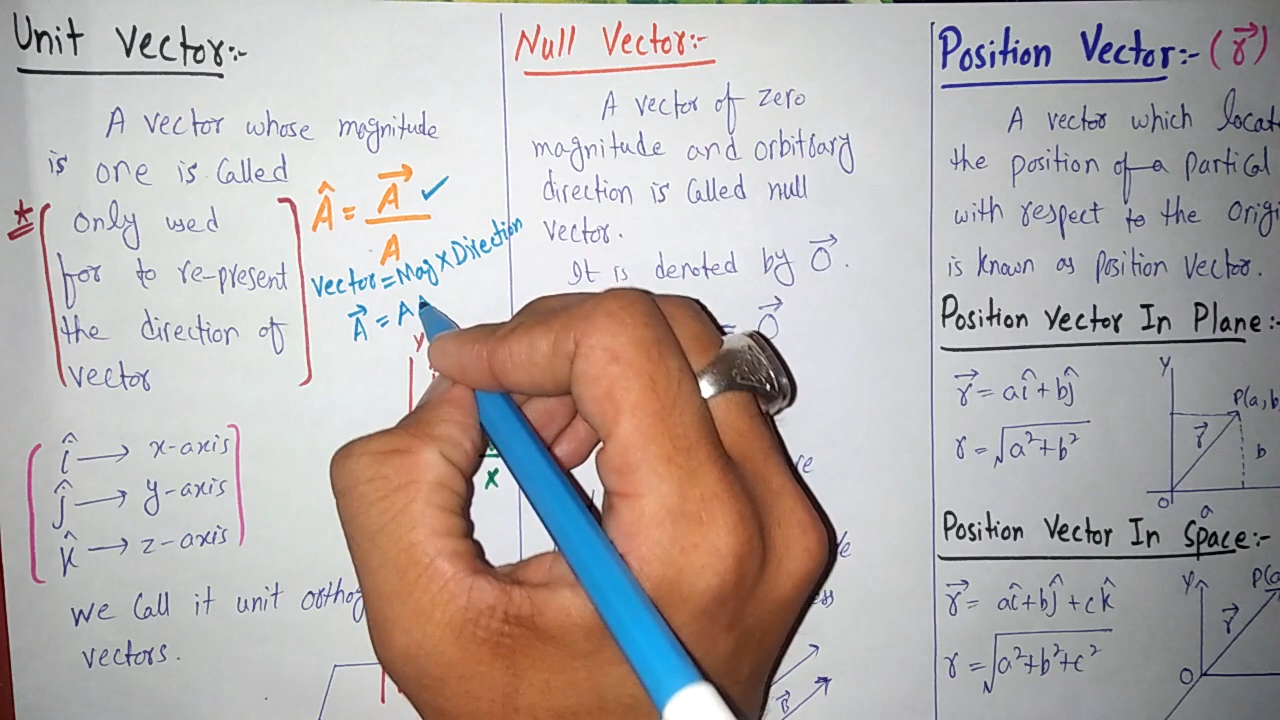 Unit Vector:-
A vector whose magnitude
is one is Called
* only used
for to re-present
the direction of
vector
Â = A⃗ ✓
A
Vector = Mag × Direction
A⃗ = A
y
î → x-axis
ĵ → y-axis
k̂ → z-axis
X
We Call it unit
vectors.
Null Vector:-
A vector of zero
magnitude and orbitrary
direction is Called null
vector.
It is denoted by O⃗.
= O⃗
B⃗
Position Vector:- (r⃗)
A vector which locat
the position of a partical
with respect to the origi
is known as position vector.
Position Vector In Plane:-
r⃗ = aî + bĵ
r = √a² + b²
Y
P(a, b
r⃗
b
O
a
Position Vector In Space:-
r⃗ = aî + bĵ + ck̂
r = √a² + b² + c²
Y
P(a
r⃗
O